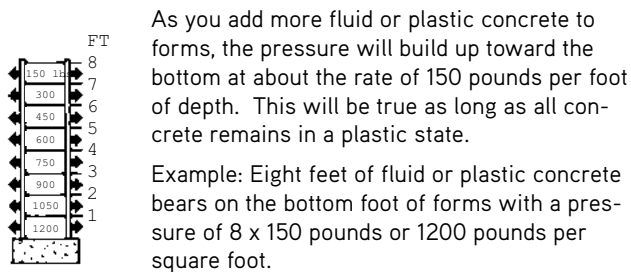 FT
8
150 lbs
7
300
6
450
5
600
4
750
3
900
2
1050
1
1200
As you add more fluid or plastic concrete to
forms, the pressure will build up toward the
bottom at about the rate of 150 pounds per foot
of depth.  This will be true as long as all con-
crete remains in a plastic state.
Example: Eight feet of fluid or plastic concrete
bears on the bottom foot of forms with a pres-
sure of 8 x 150 pounds or 1200 pounds per
square foot.